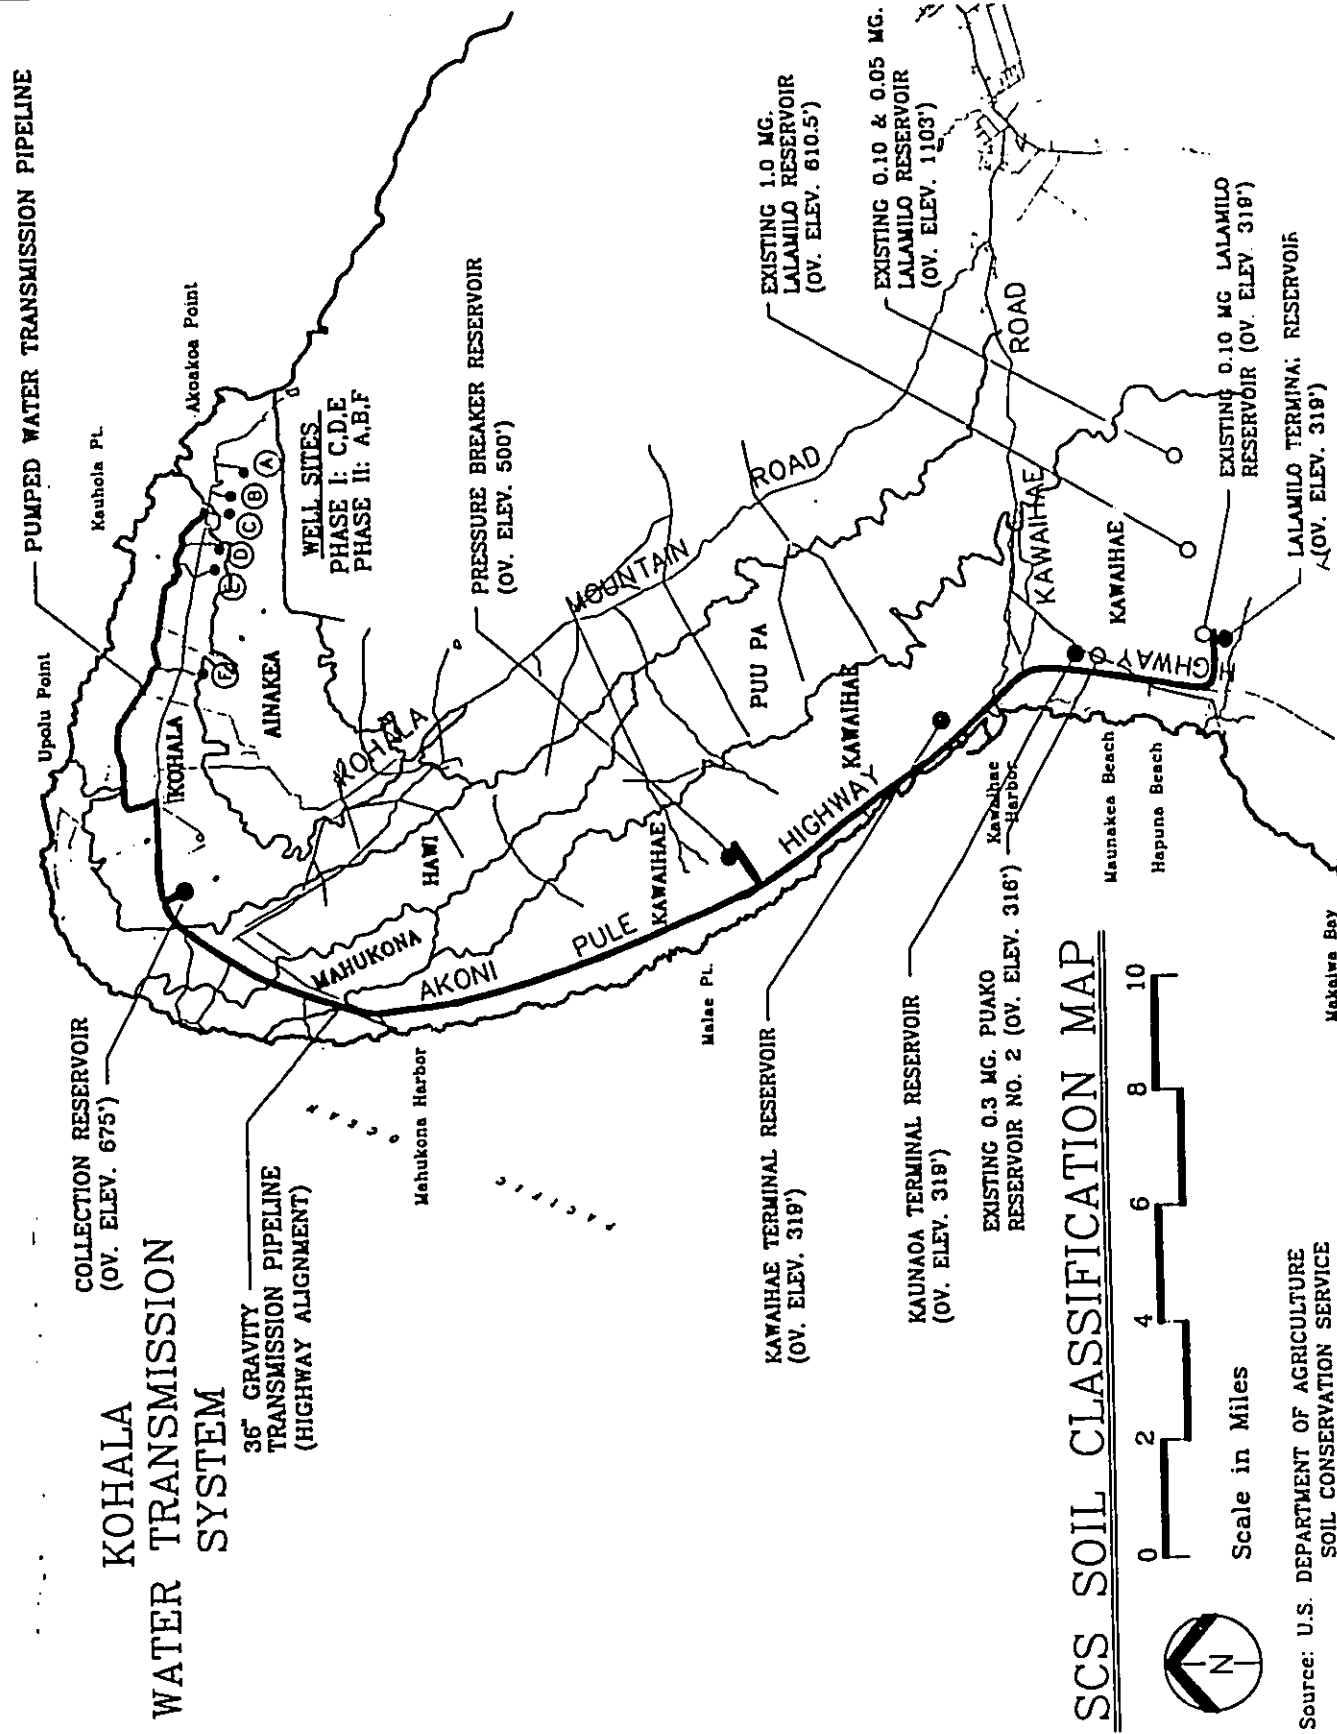 KOHALA
WATER TRANSMISSION
SYSTEM
COLLECTION RESERVOIR
(OV. ELEV. 675')
36" GRAVITY
TRANSMISSION PIPELINE
(HIGHWAY ALIGNMENT)
PUMPED WATER TRANSMISSION PIPELINE
Upolu Point
Kauhola Pt.
Akoakoa Point
KOHALA
AINAKEA
F
E
D
C
B
A
WELL SITES
PHASE I: C,D,E
PHASE II: A,B,F
PRESSURE BREAKER RESERVOIR
(OV. ELEV. 500')
PACIFIC OCEAN
Mahukona Harbor
MAHUKONA
HAWI
KOHALA MOUNTAIN ROAD
AKONI PULE HIGHWAY
KAWAIHAE
PUU PA
KAWAIHAE
Malae Pt.
EXISTING 1.0 MG.
LALAMILO RESERVOIR
(OV. ELEV. 610.5')
EXISTING 0.10 & 0.05 MG.
LALAMILO RESERVOIR
(OV. ELEV. 1103')
KAWAIHAE ROAD
KAWAIHAE
HIGHWAY
KAWAIHAE TERMINAL RESERVOIR
(OV. ELEV. 319')
KAUNAOA TERMINAL RESERVOIR
(OV. ELEV. 319')
EXISTING 0.3 MG. PUAKO
RESERVOIR NO. 2 (OV. ELEV. 316')
Kawaihae
Harbor
Maunakea Beach
Hapuna Beach
EXISTING 0.10 MG LALAMILO
RESERVOIR (OV. ELEV. 319')
LALAMILO TERMINAL RESERVOIR
(OV. ELEV. 319')
Makaiwa Bay
SCS SOIL CLASSIFICATION MAP
N
0 2 4 6 8 10
Scale in Miles
Source: U.S. DEPARTMENT OF AGRICULTURE
SOIL CONSERVATION SERVICE